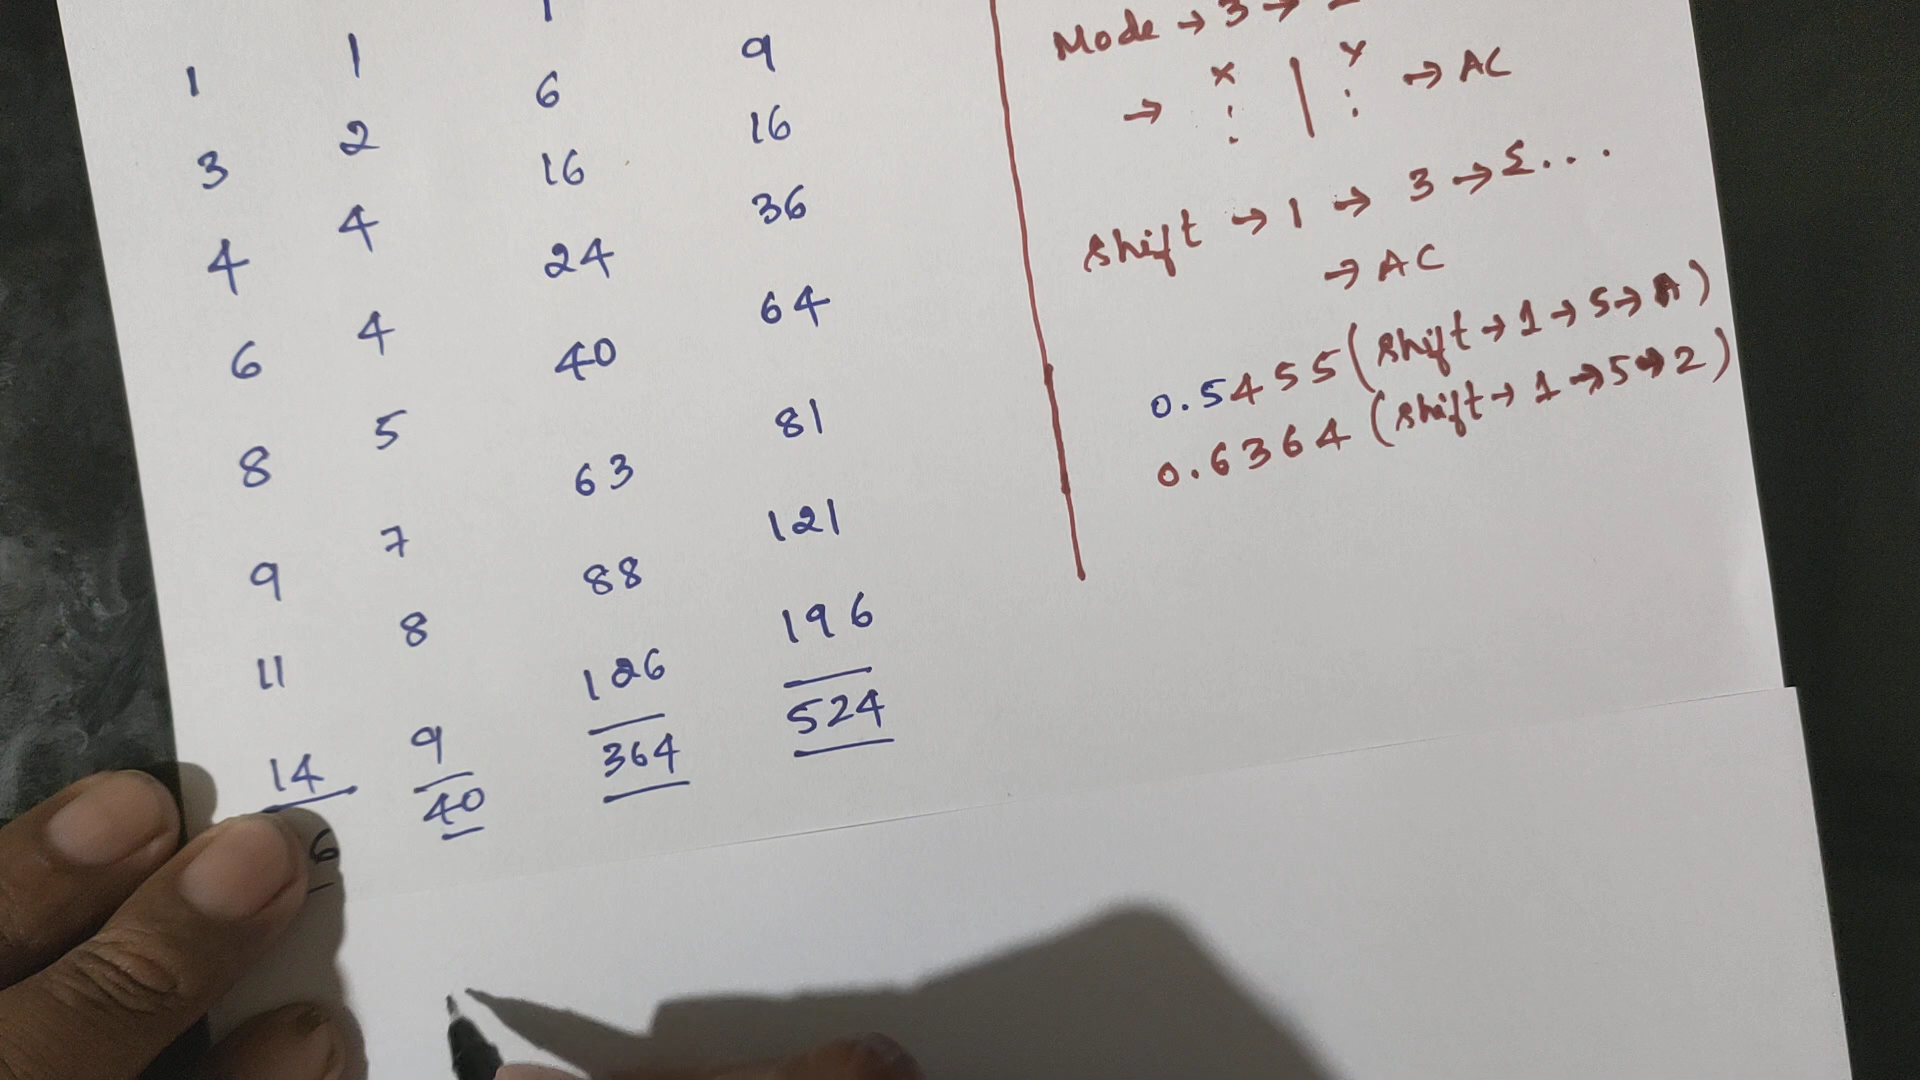 1 1 1 9
3 2 6 16
4 4 16 36
6 4 24 64
8 5 40 81
9 7 63 121
11 8 88 196
14 9 126 524
6 40 364
Mode → 3 →
→ x : | y : → AC
Shift → 1 → 3 → Σ...
→ AC
0.5455 (Shift → 1 → 5 → A)
0.6364 (Shift → 1 → 5 → 2)